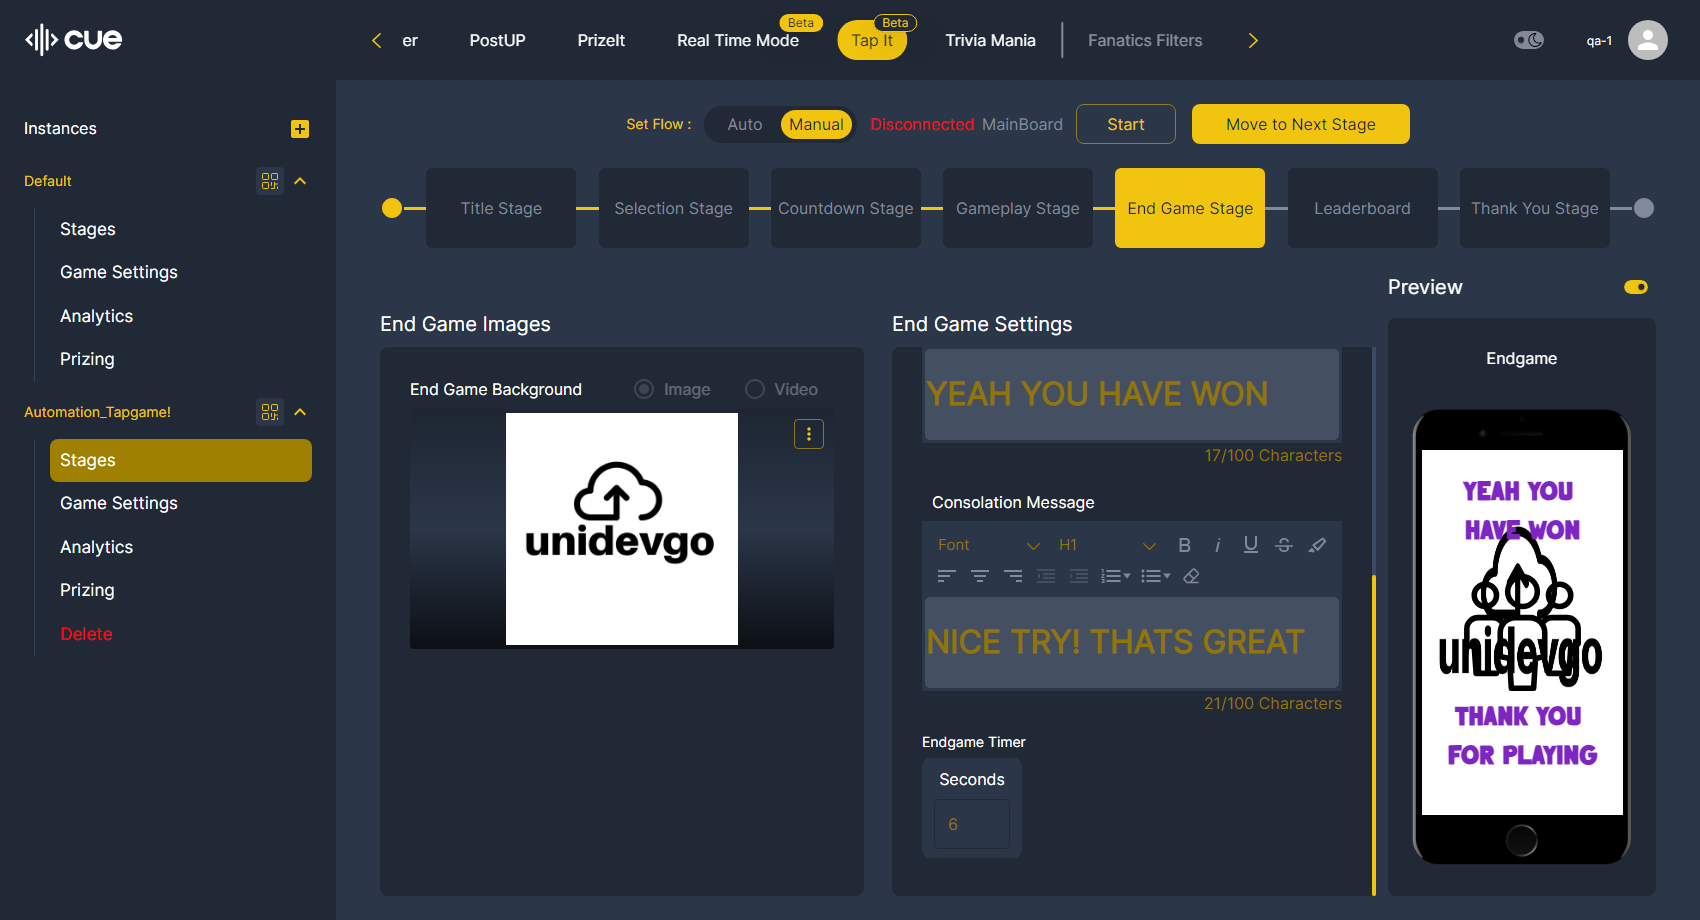 cue
er
PostUP
PrizeIt
Real Time Mode
Beta
Tap It
Beta
Trivia Mania
Fanatics Filters
qa-1
Instances
Default
Stages
Game Settings
Analytics
Prizing
Automation_Tapgame!
Stages
Game Settings
Analytics
Prizing
Delete
Set Flow :
Auto
Manual
Disconnected
MainBoard
Start
Move to Next Stage
Title Stage
Selection Stage
Countdown Stage
Gameplay Stage
End Game Stage
Leaderboard
Thank You Stage
End Game Images
End Game Background
Image
Video
unidevgo
End Game Settings
YEAH YOU HAVE WON
17/100 Characters
Consolation Message
Font
H1
B
i
U
S
NICE TRY! THATS GREAT
21/100 Characters
Endgame Timer
Seconds
6
Preview
Endgame
YEAH YOU
HAVE WON
unidevgo
THANK YOU
FOR PLAYING